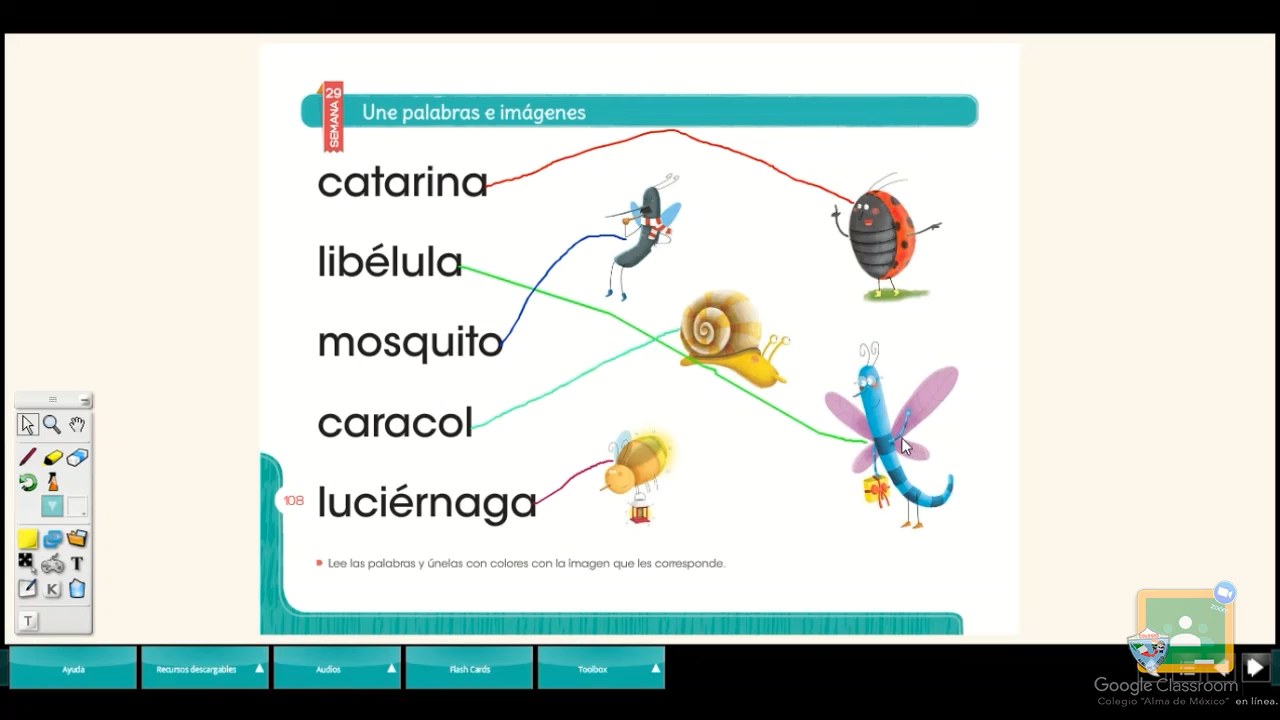 29
SEMANA
Une palabras e imágenes
catarina
libélula
mosquito
caracol
108
luciérnaga
Lee las palabras y únelas con colores con la imagen que les corresponde.
T
K
T
Ayuda
Recursos descargables
Audios
Flash Cards
Toolbox
zoom
Google Classroom
Colegio "Alma de México" en línea.